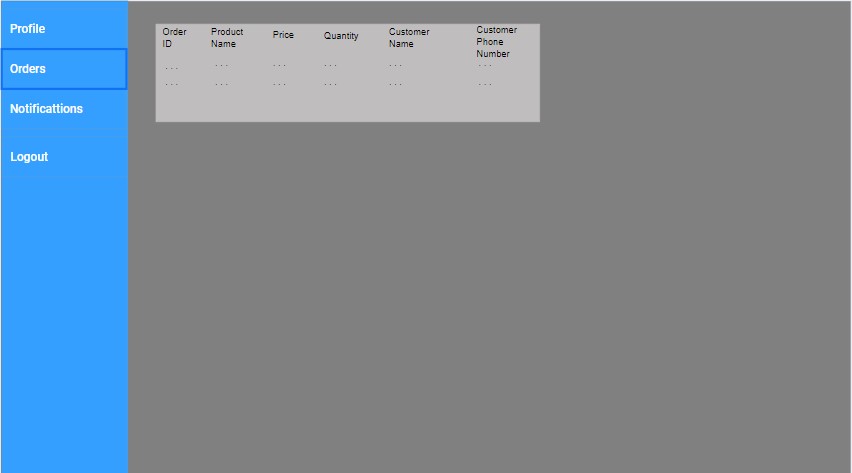 Profile
Orders
Notificattions
Logout
Order
ID
Product
Name
Price
Quantity
Customer
Name
Customer
Phone
Number
. . . . . . . . . . . . . . . . . .
. . . . . . . . . . . . . . . . . .